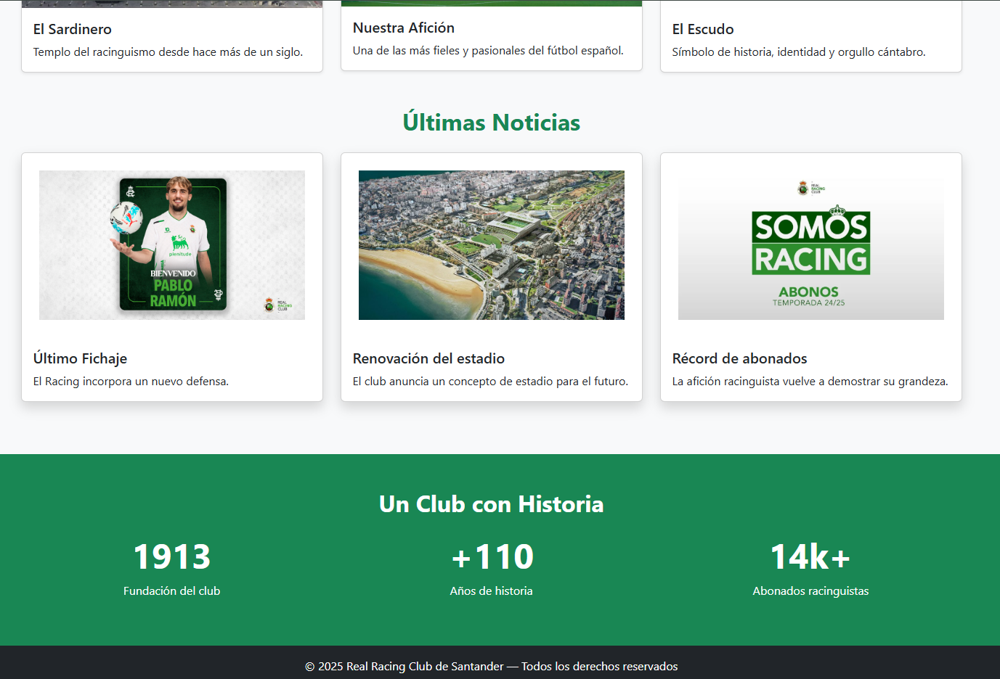 El Sardinero
Templo del racinguismo desde hace más de un siglo.
Nuestra Afición
Una de las más fieles y pasionales del fútbol español.
El Escudo
Símbolo de historia, identidad y orgullo cántabro.
Últimas Noticias
plenitude
BIENVENIDO
PABLO
RAMÓN
REAL
RACING
CLUB
Último Fichaje
El Racing incorpora un nuevo defensa.
Renovación del estadio
El club anuncia un concepto de estadio para el futuro.
REAL
RACING
CLUB
SOMOS
RACING
ABONOS
TEMPORADA 24/25
Récord de abonados
La afición racinguista vuelve a demostrar su grandeza.
Un Club con Historia
1913
Fundación del club
+110
Años de historia
14k+
Abonados racinguistas
© 2025 Real Racing Club de Santander — Todos los derechos reservados